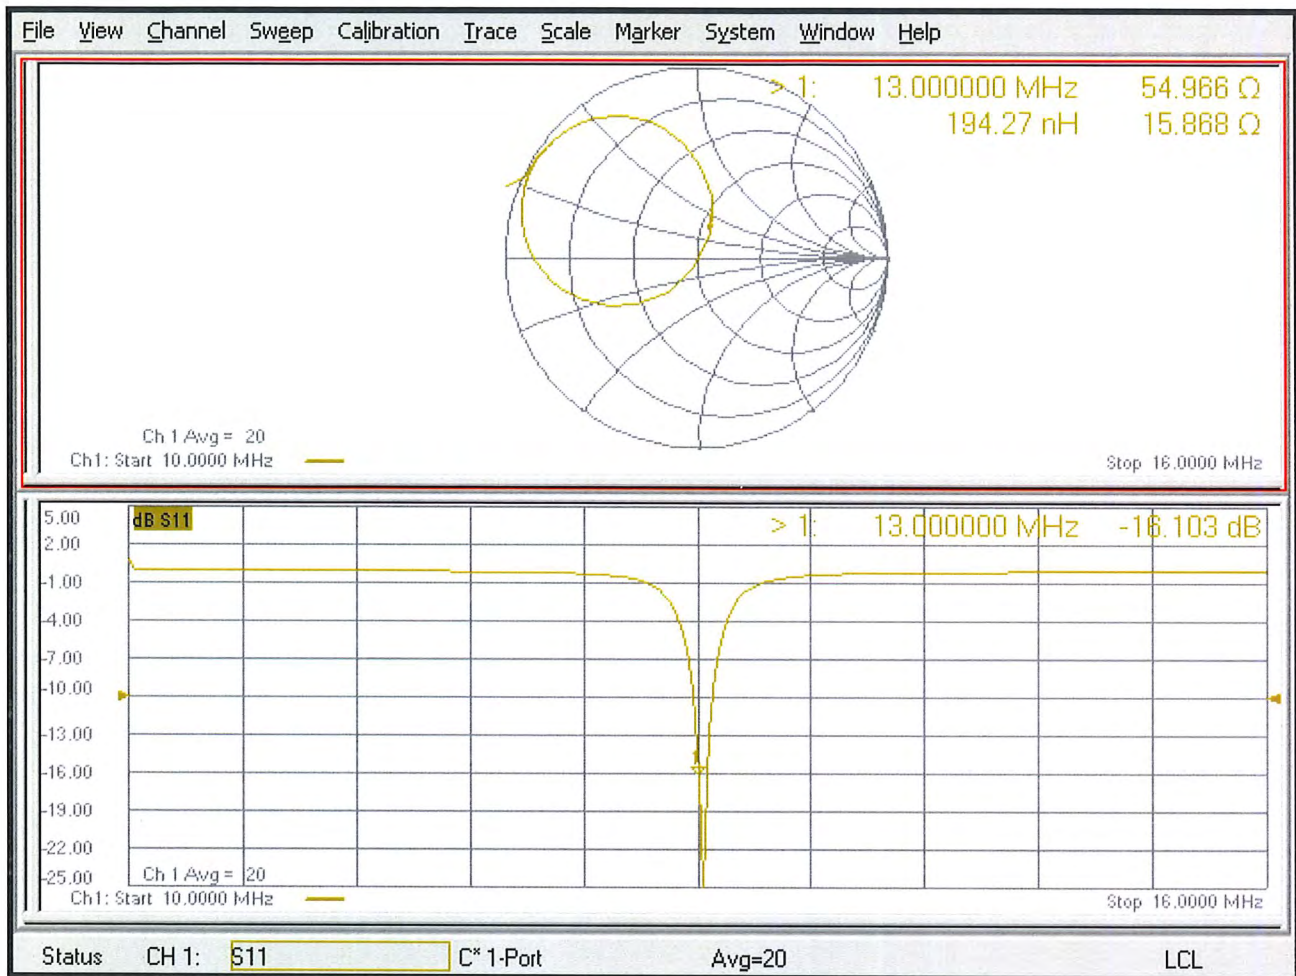 File View Channel Sweep Calibration Trace Scale Marker System Window Help
> 1: 13.000000 MHz 54.966 Ω
194.27 nH 15.868 Ω
Ch 1 Avg = 20
Ch1: Start 10.0000 MHz
Stop 16.0000 MHz
5.00
dB S11
> 1: 13.000000 MHz -16.103 dB
2.00
-1.00
-4.00
-7.00
-10.00
-13.00
-16.00
-19.00
-22.00
-25.00
Ch 1 Avg = 20
Ch1: Start 10.0000 MHz
Stop 16.0000 MHz
Status CH 1: S11 C* 1-Port Avg=20 LCL